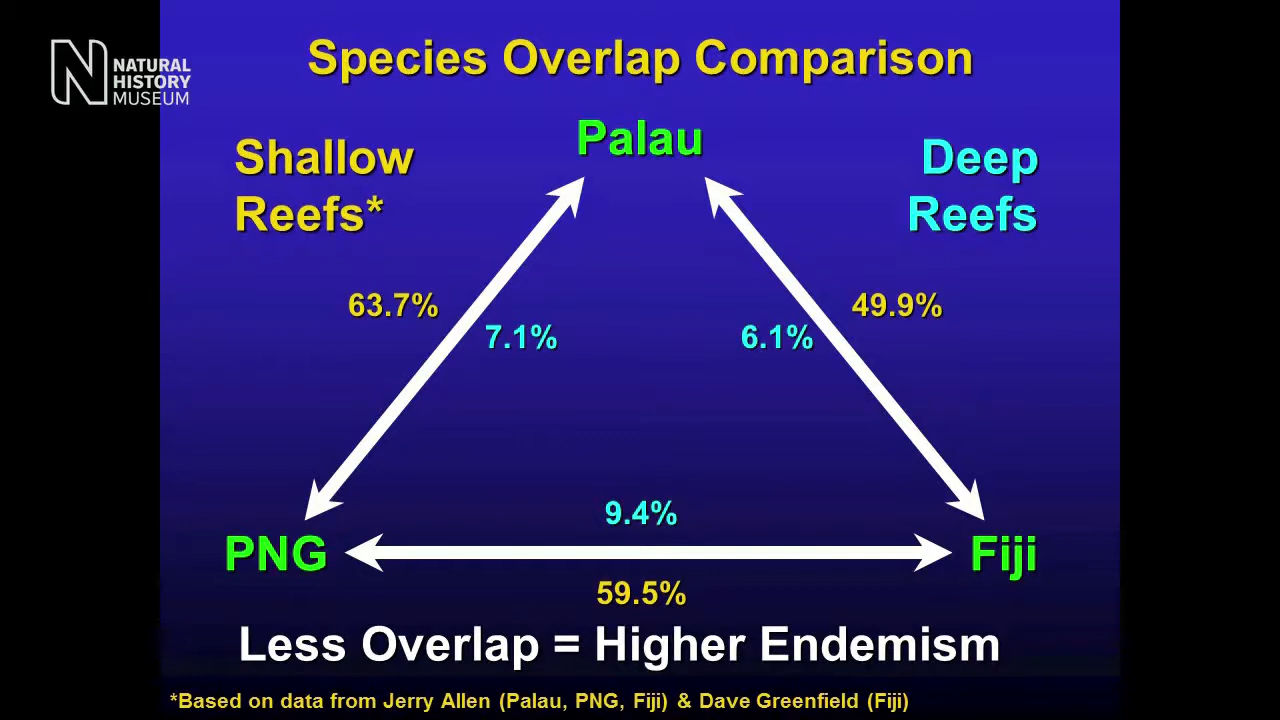 NATURAL
HISTORY
MUSEUM
Species Overlap Comparison
Palau
Shallow
Reefs*
Deep
Reefs
63.7%
7.1%
6.1%
49.9%
9.4%
PNG
Fiji
59.5%
Less Overlap = Higher Endemism
*Based on data from Jerry Allen (Palau, PNG, Fiji) & Dave Greenfield (Fiji)